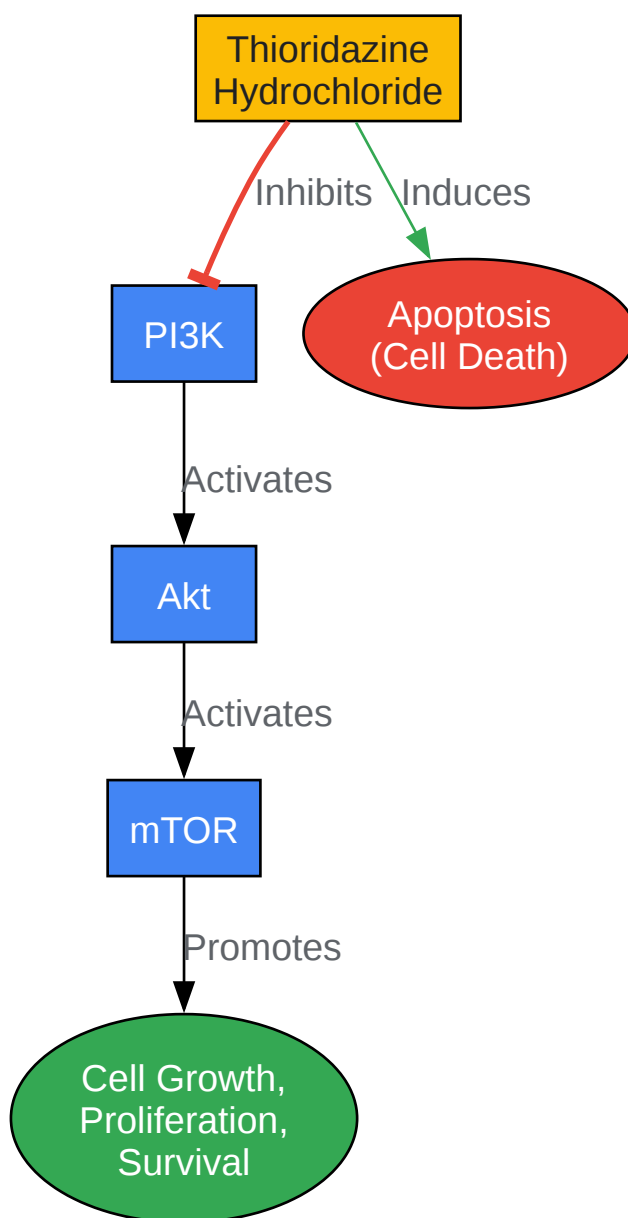 Thioridazine
Hydrochloride
Inhibits
Induces
PI3K
Apoptosis
(Cell Death)
Activates
Akt
Activates
mTOR
Promotes
Cell Growth,
Proliferation,
Survival